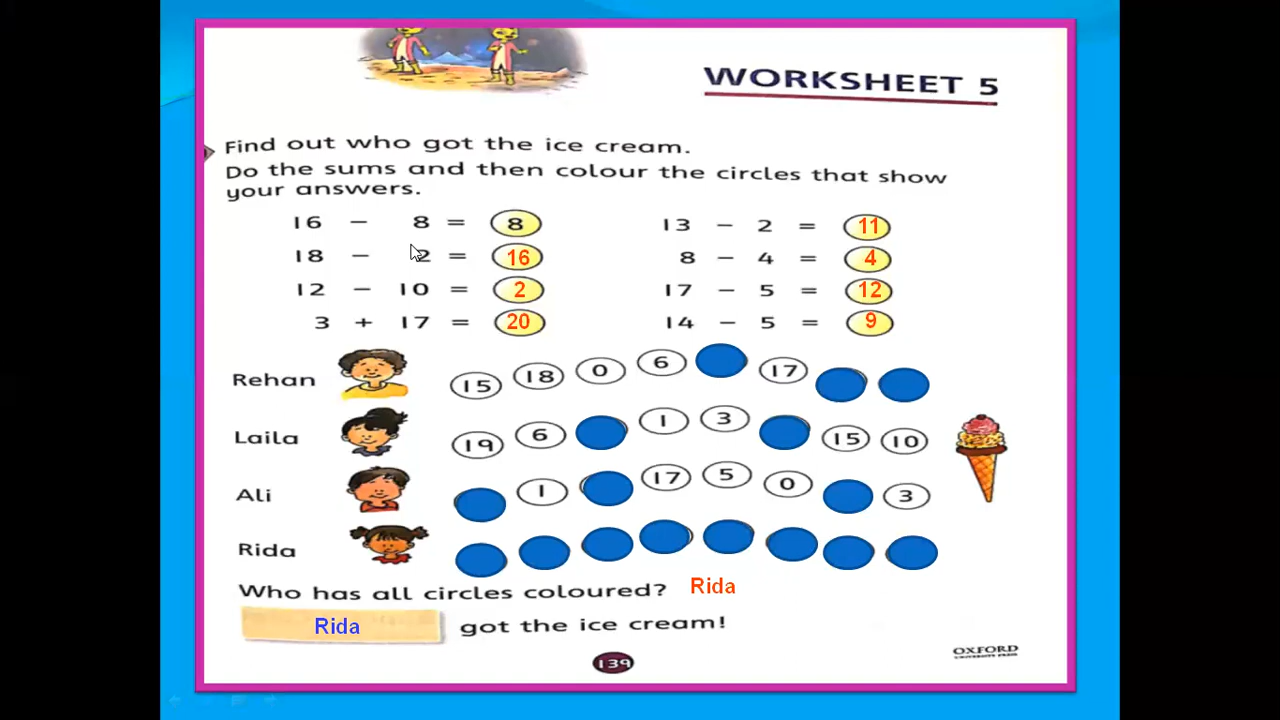 WORKSHEET 5
Find out who got the ice cream.
Do the sums and then colour the circles that show
your answers.
16 − 8 = 8
13 − 2 = 11
18 − 2 = 16
8 − 4 = 4
12 − 10 = 2
17 − 5 = 12
3 + 17 = 20
14 − 5 = 9
Rehan 15 18 0 6 17
Laila 19 6 1 3 15 10
Ali 1 17 5 0 3
Rida
Who has all circles coloured? Rida
Rida got the ice cream!
139
OXFORD
UNIVERSITY PRESS